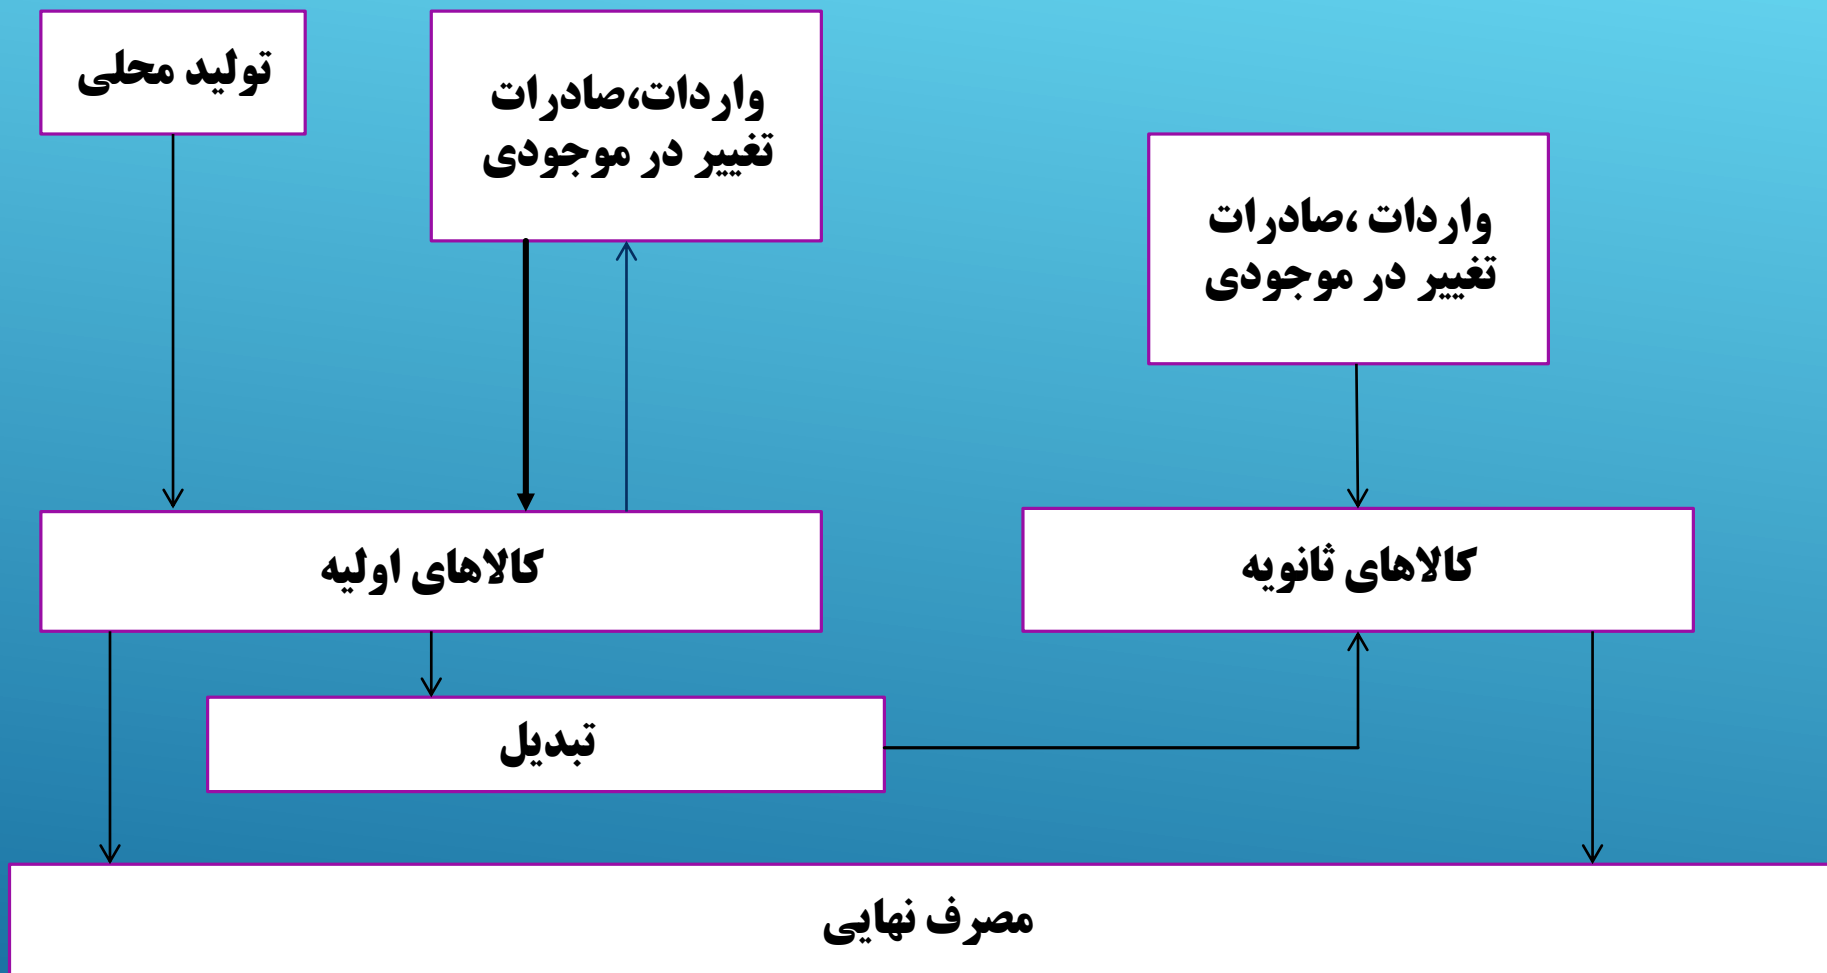 تولید محلی
واردات،صادرات
تغییر در موجودی
واردات ،صادرات
تغییر در موجودی
کالاهای اولیه
کالاهای ثانویه
تبدیل
مصرف نهایی